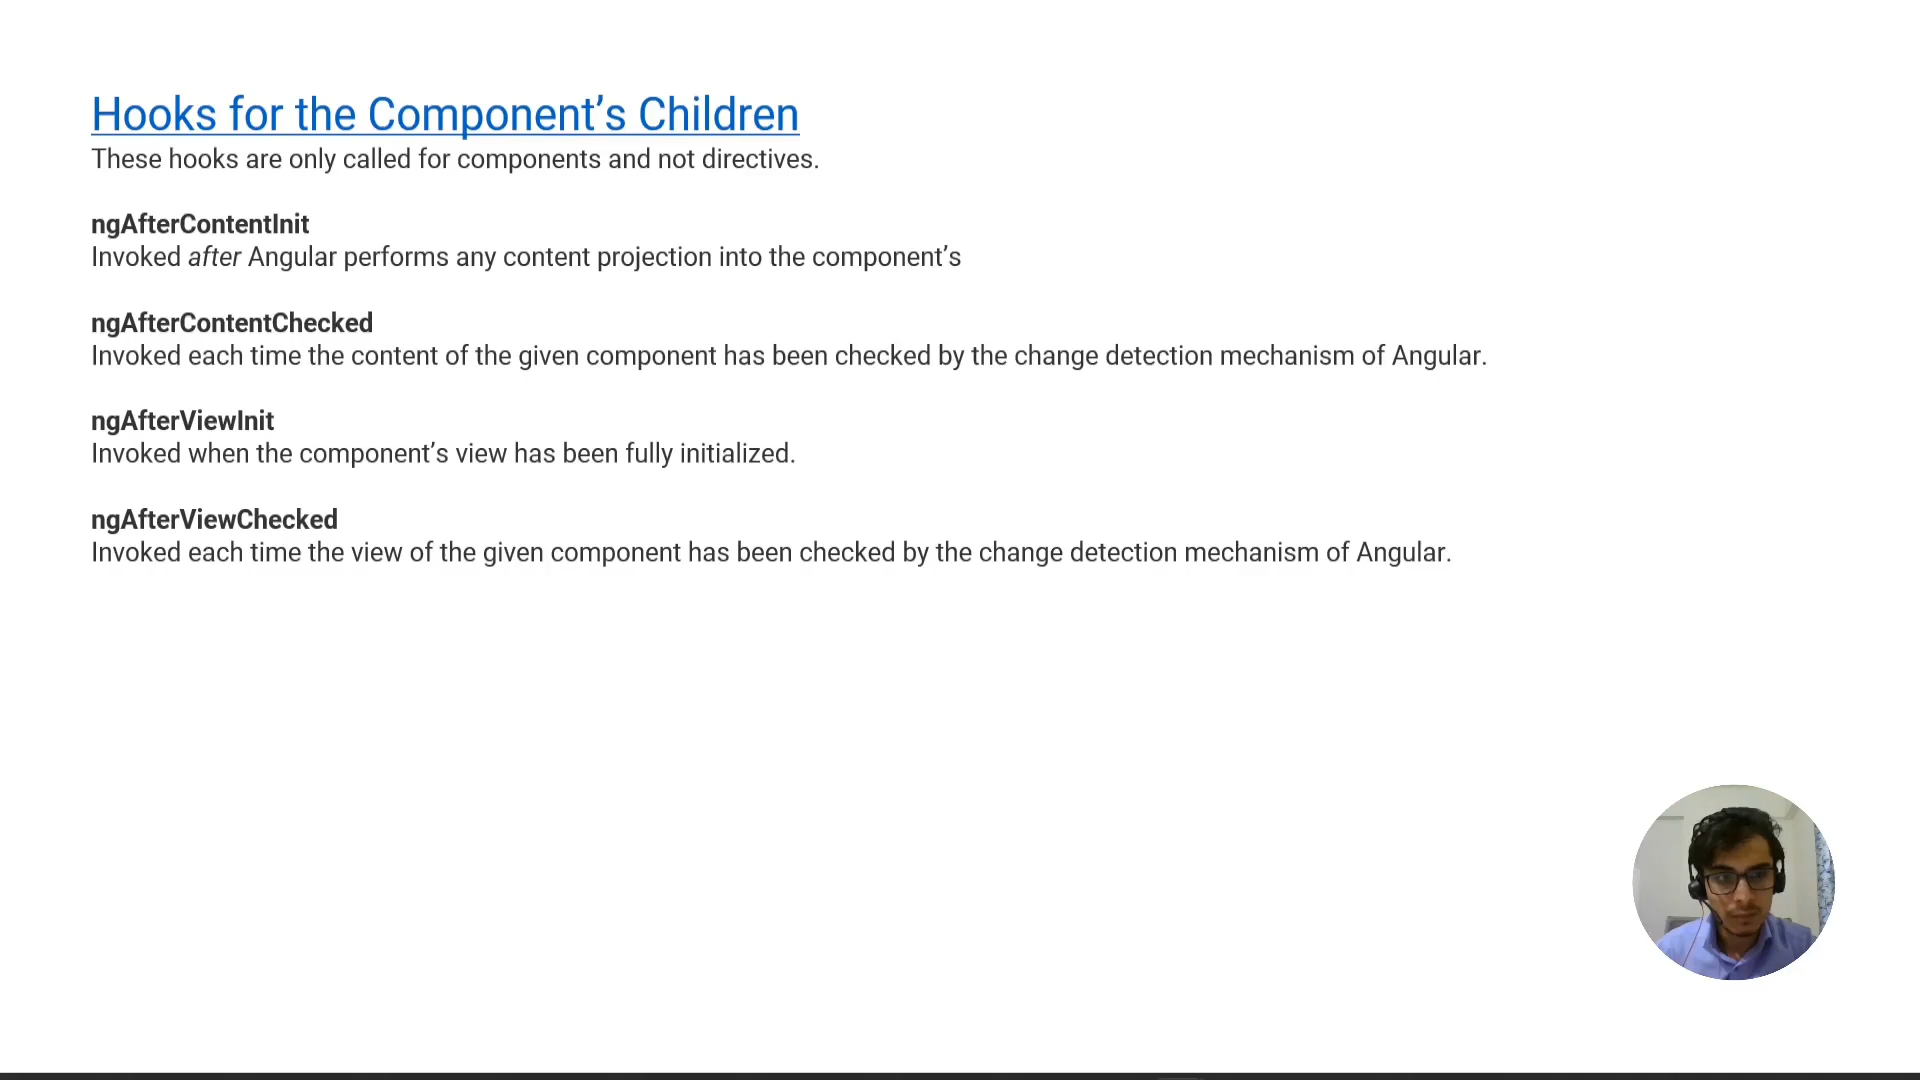 Hooks for the Component’s Children
These hooks are only called for components and not directives.
ngAfterContentInit
Invoked after Angular performs any content projection into the component’s
ngAfterContentChecked
Invoked each time the content of the given component has been checked by the change detection mechanism of Angular.
ngAfterViewInit
Invoked when the component’s view has been fully initialized.
ngAfterViewChecked
Invoked each time the view of the given component has been checked by the change detection mechanism of Angular.